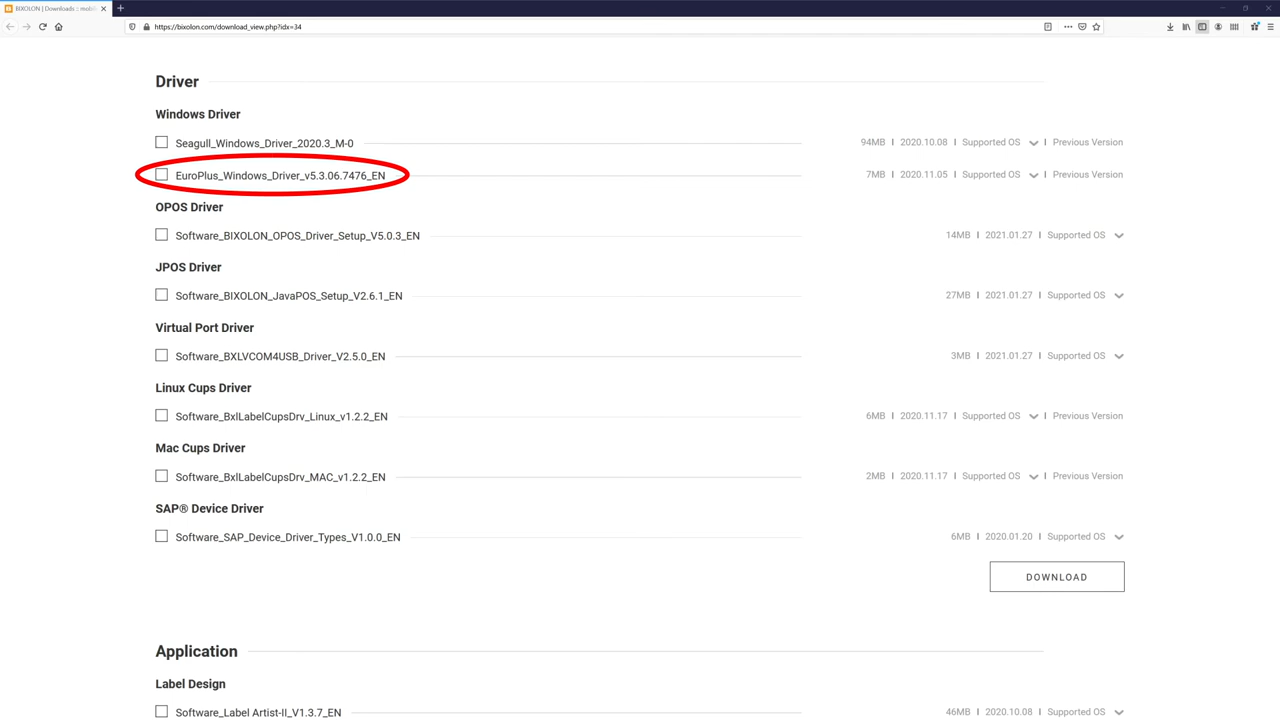 BIXOLON | Downloads :: mobil
https://bixolon.com/download_view.php?idx=34
Driver
Windows Driver
Seagull_Windows_Driver_2020.3_M-0 94MB I 2020.10.08 I Supported OS I Previous Version
EuroPlus_Windows_Driver_v5.3.06.7476_EN 7MB I 2020.11.05 I Supported OS I Previous Version
OPOS Driver
Software_BIXOLON_OPOS_Driver_Setup_V5.0.3_EN 14MB I 2021.01.27 I Supported OS
JPOS Driver
Software_BIXOLON_JavaPOS_Setup_V2.6.1_EN 27MB I 2021.01.27 I Supported OS
Virtual Port Driver
Software_BXLVCOM4USB_Driver_V2.5.0_EN 3MB I 2021.01.27 I Supported OS
Linux Cups Driver
Software_BxlLabelCupsDrv_Linux_v1.2.2_EN 6MB I 2020.11.17 I Supported OS I Previous Version
Mac Cups Driver
Software_BxlLabelCupsDrv_MAC_v1.2.2_EN 2MB I 2020.11.17 I Supported OS I Previous Version
SAP® Device Driver
Software_SAP_Device_Driver_Types_V1.0.0_EN 6MB I 2020.01.20 I Supported OS
DOWNLOAD
Application
Label Design
Software_Label Artist-II_V1.3.7_EN 46MB I 2020.10.08 I Supported OS